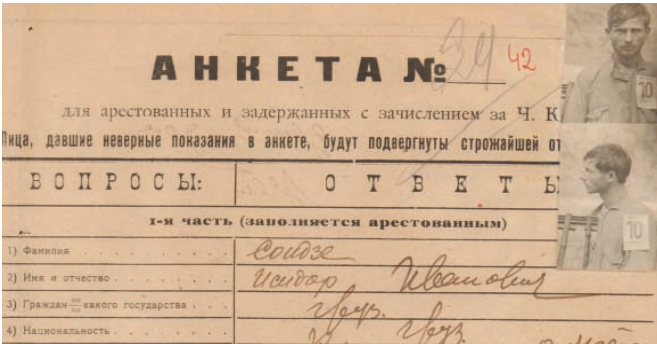 АНКЕТА № 34 42
для арестованных и задержанных с зачислением за Ч. К
Лица, давшие неверные показания в анкете, будут подвергнуты строжайшей от
ВОПРОСЫ: ОТВЕТЫ
1-я часть (заполняется арестованным)
1) Фамилия . . . . . . . .
2) Имя и отчество . . . . . . Исидор Иванович
3) Граждан какого государства . . . груз.
4) Национальность . . . . . . груз.
10
10